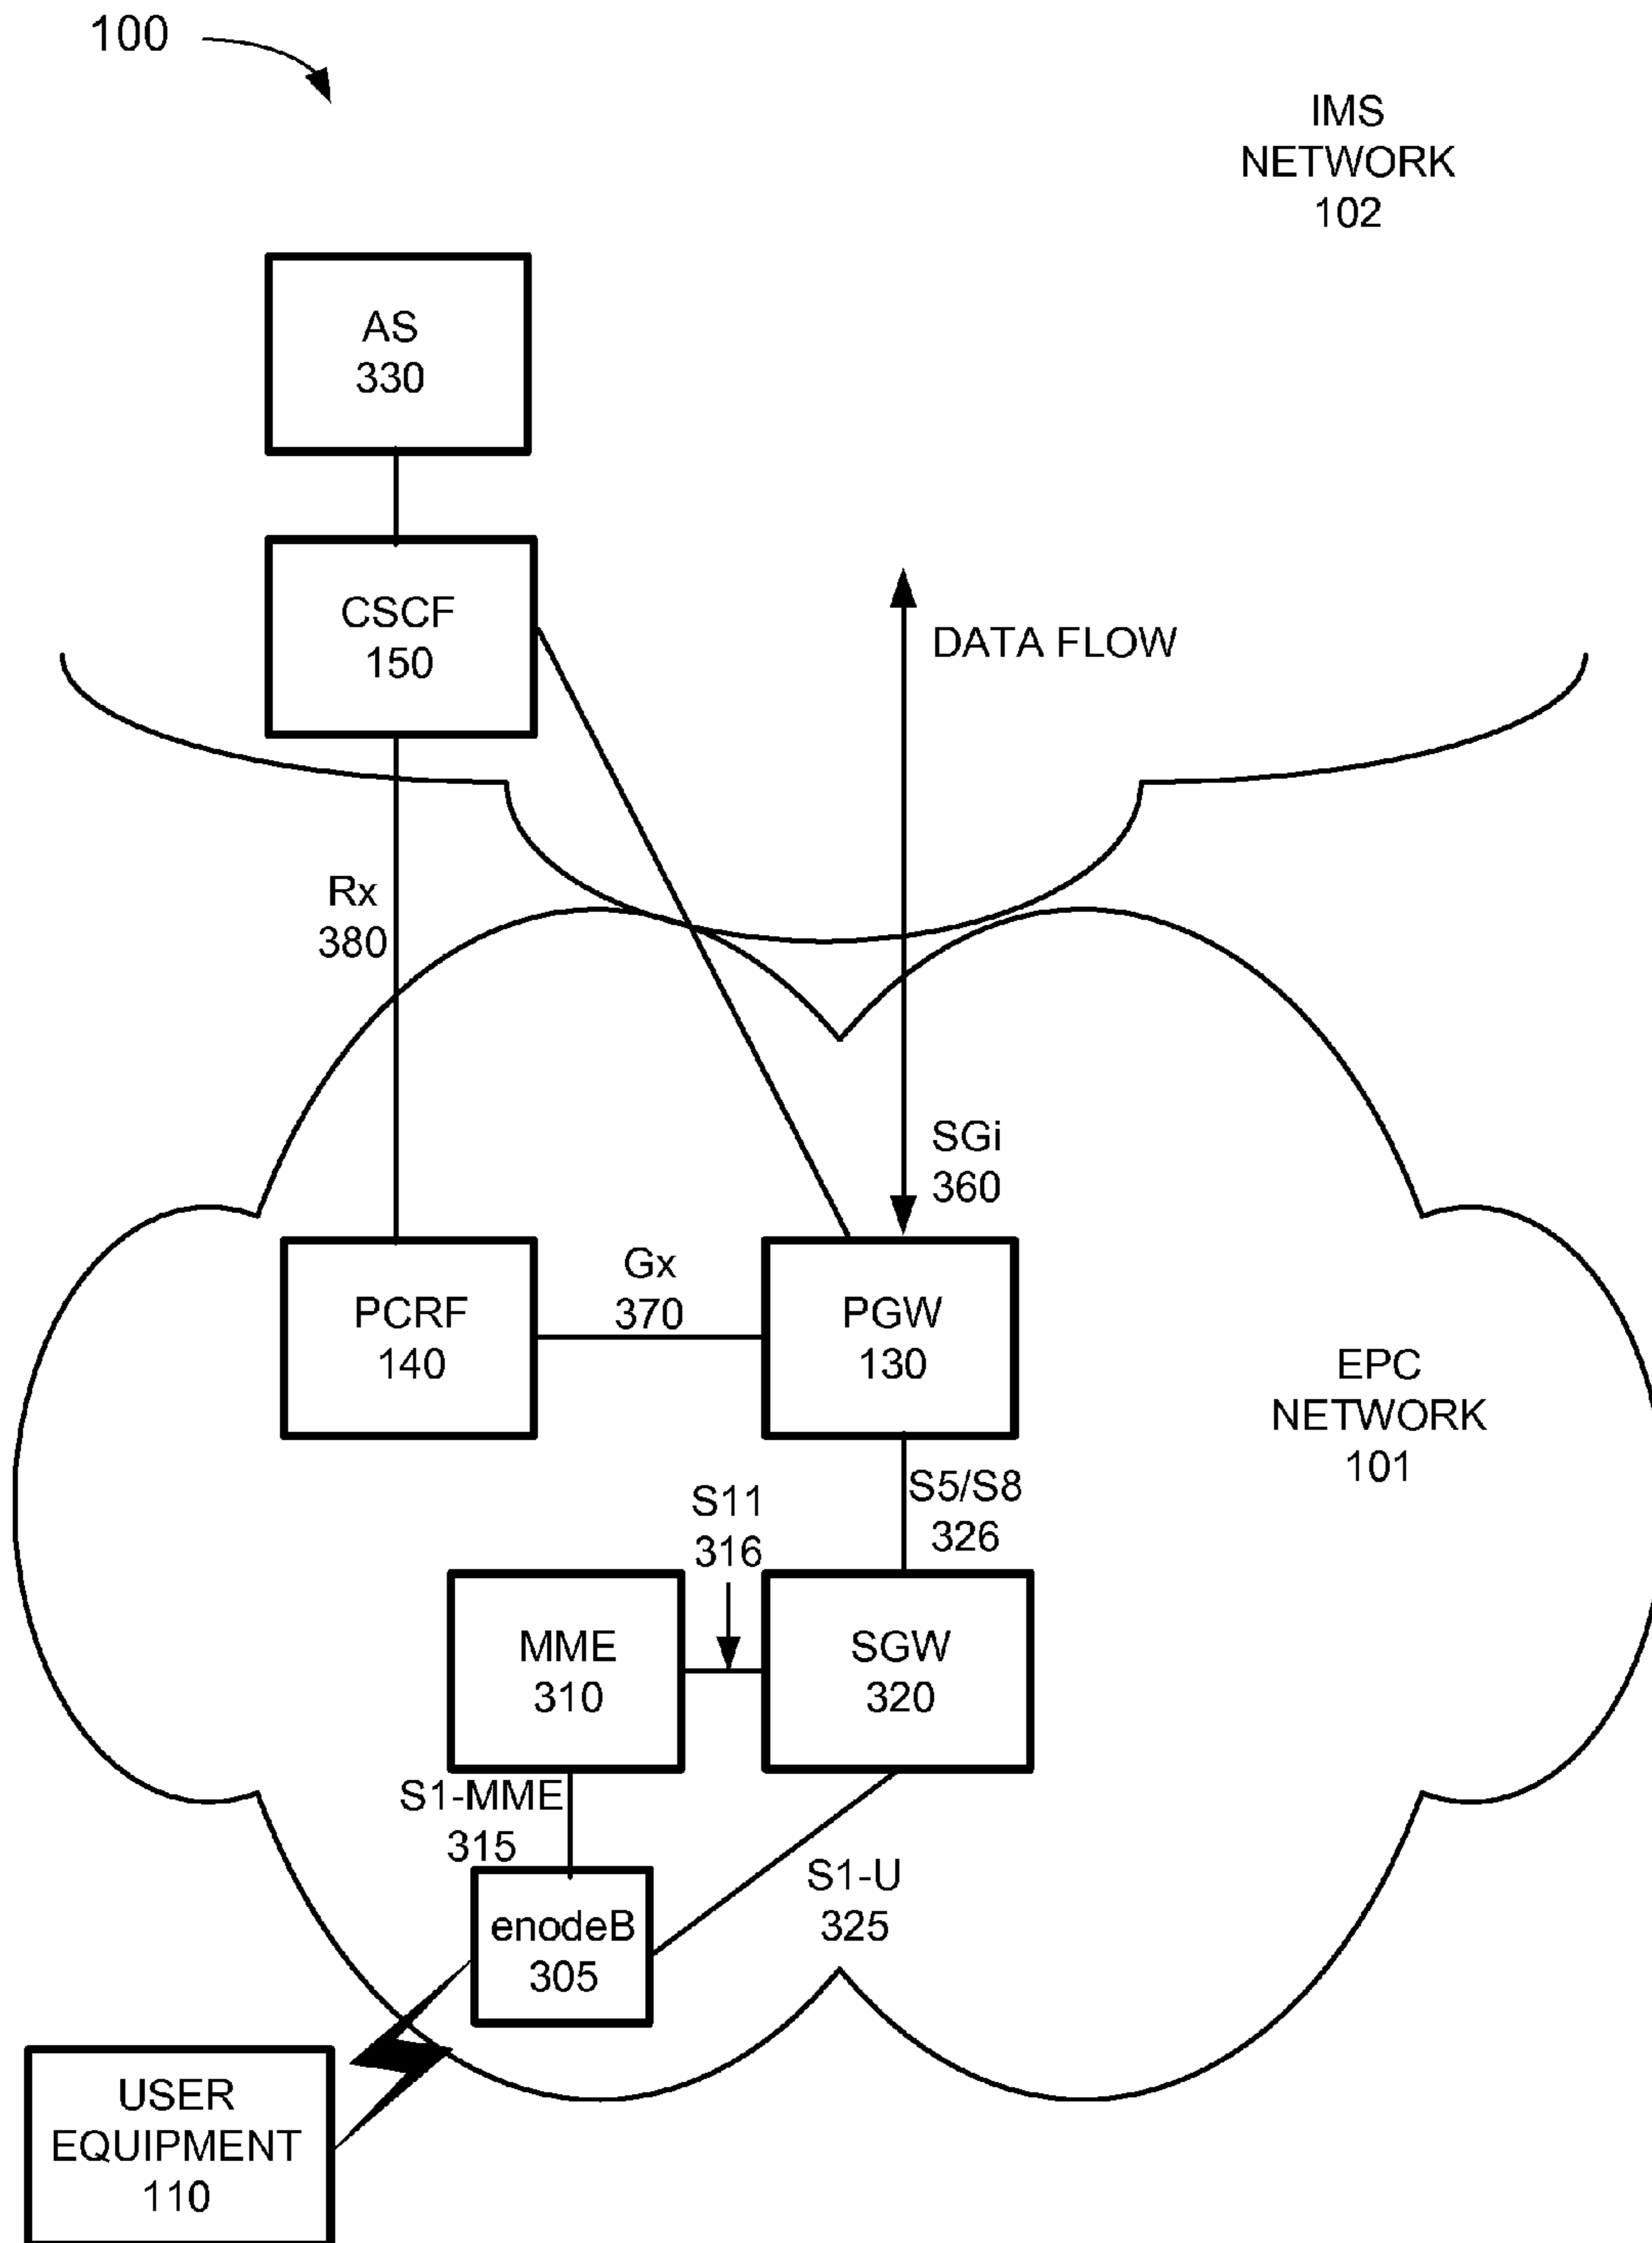 100
IMS
NETWORK
102
AS
330
CSCF
150
DATA FLOW
Rx
380
SGi
360
Gx
370
PCRF
140
PGW
130
EPC
NETWORK
101
S5/S8
326
S11
316
MME
310
SGW
320
S1-MME
315
S1-U
325
enodeB
305
USER
EQUIPMENT
110